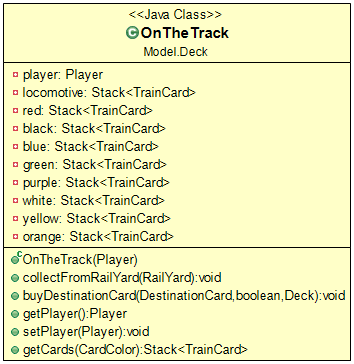 <<Java Class>>
OnTheTrack
Model.Deck
player: Player
locomotive: Stack<TrainCard>
red: Stack<TrainCard>
black: Stack<TrainCard>
blue: Stack<TrainCard>
green: Stack<TrainCard>
purple: Stack<TrainCard>
white: Stack<TrainCard>
yellow: Stack<TrainCard>
orange: Stack<TrainCard>
OnTheTrack(Player)
collectFromRailYard(RailYard):void
buyDestinationCard(DestinationCard,boolean,Deck):void
getPlayer():Player
setPlayer(Player):void
getCards(CardColor):Stack<TrainCard>